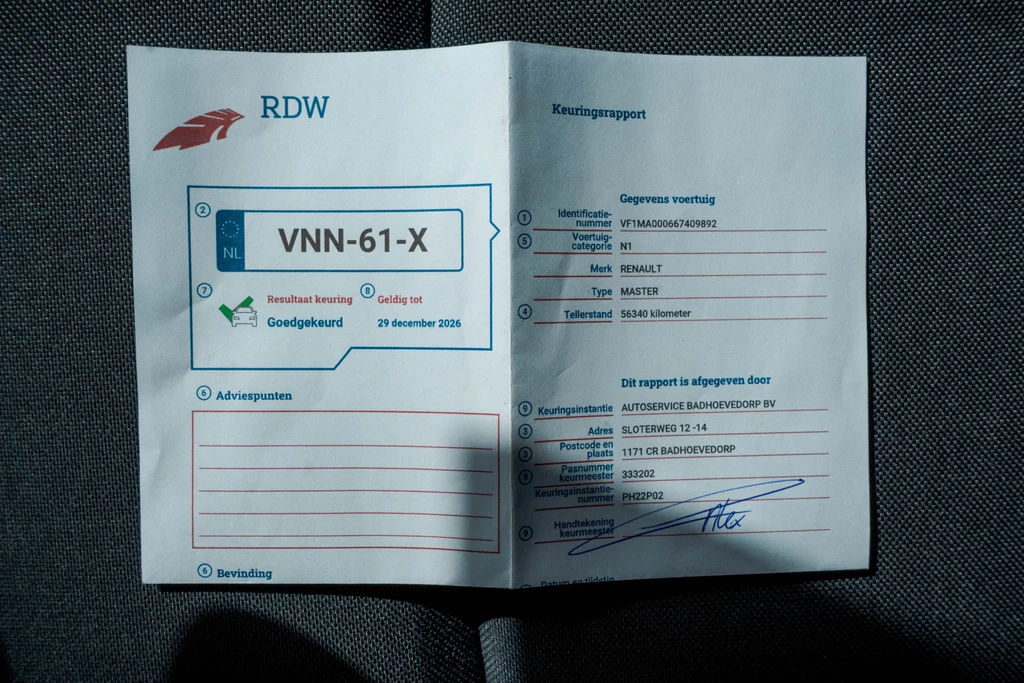 RDW
2
NL
VNN-61-X
7
Resultaat keuring
Goedgekeurd
8
Geldig tot
29 december 2026
6 Adviespunten
6 Bevinding
Keuringsrapport
Gegevens voertuig
1 Identificatie-
nummer VF1MA000667409892
5 Voertuig-
categorie N1
Merk RENAULT
Type MASTER
4 Tellerstand 56340 kilometer
Dit rapport is afgegeven door
9 Keuringsinstantie AUTOSERVICE BADHOEVEDORP BV
3 Adres SLOTERWEG 12 -14
3 Postcode en
plaats 1171 CR BADHOEVEDORP
9 Pasnummer
keurmeester 333202
Keuringsinstantie-
nummer PH22P02
9 Handtekening
keurmeester
Datum en tijdstip